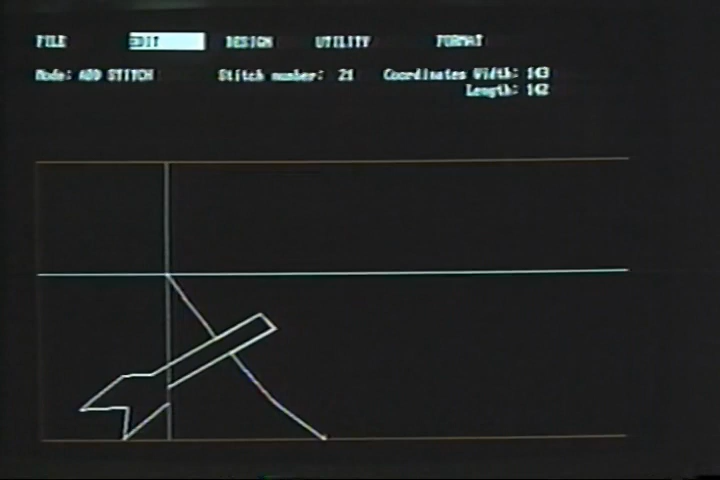 FILE EDIT DESIGN UTILITY FORMAT
Mode: ADD STITCH Stitch number: 21 Coordinates Width: 143
Length: 142